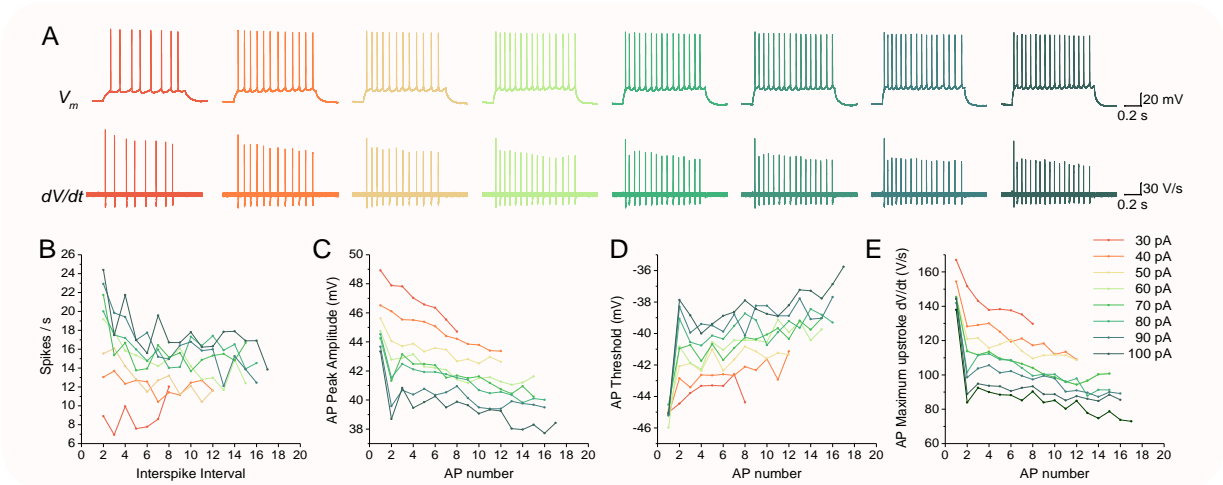 A
V_m
20 mV
0.2 s
dV/dt
30 V/s
0.2 s
B
Spikes / s
26
24
22
20
18
16
14
12
10
8
6
0 2 4 6 8 10 12 14 16 18 20
Interspike Interval
C
AP Peak Amplitude (mV)
50
48
46
44
42
40
38
0 2 4 6 8 10 12 14 16 18 20
AP number
D
AP Threshold (mV)
-36
-38
-40
-42
-44
-46
0 2 4 6 8 10 12 14 16 18 20
AP number
E
AP Maximum upstroke dV/dt (V/s)
160
140
120
100
80
60
0 2 4 6 8 10 12 14 16 18 20
AP number
30 pA
40 pA
50 pA
60 pA
70 pA
80 pA
90 pA
100 pA